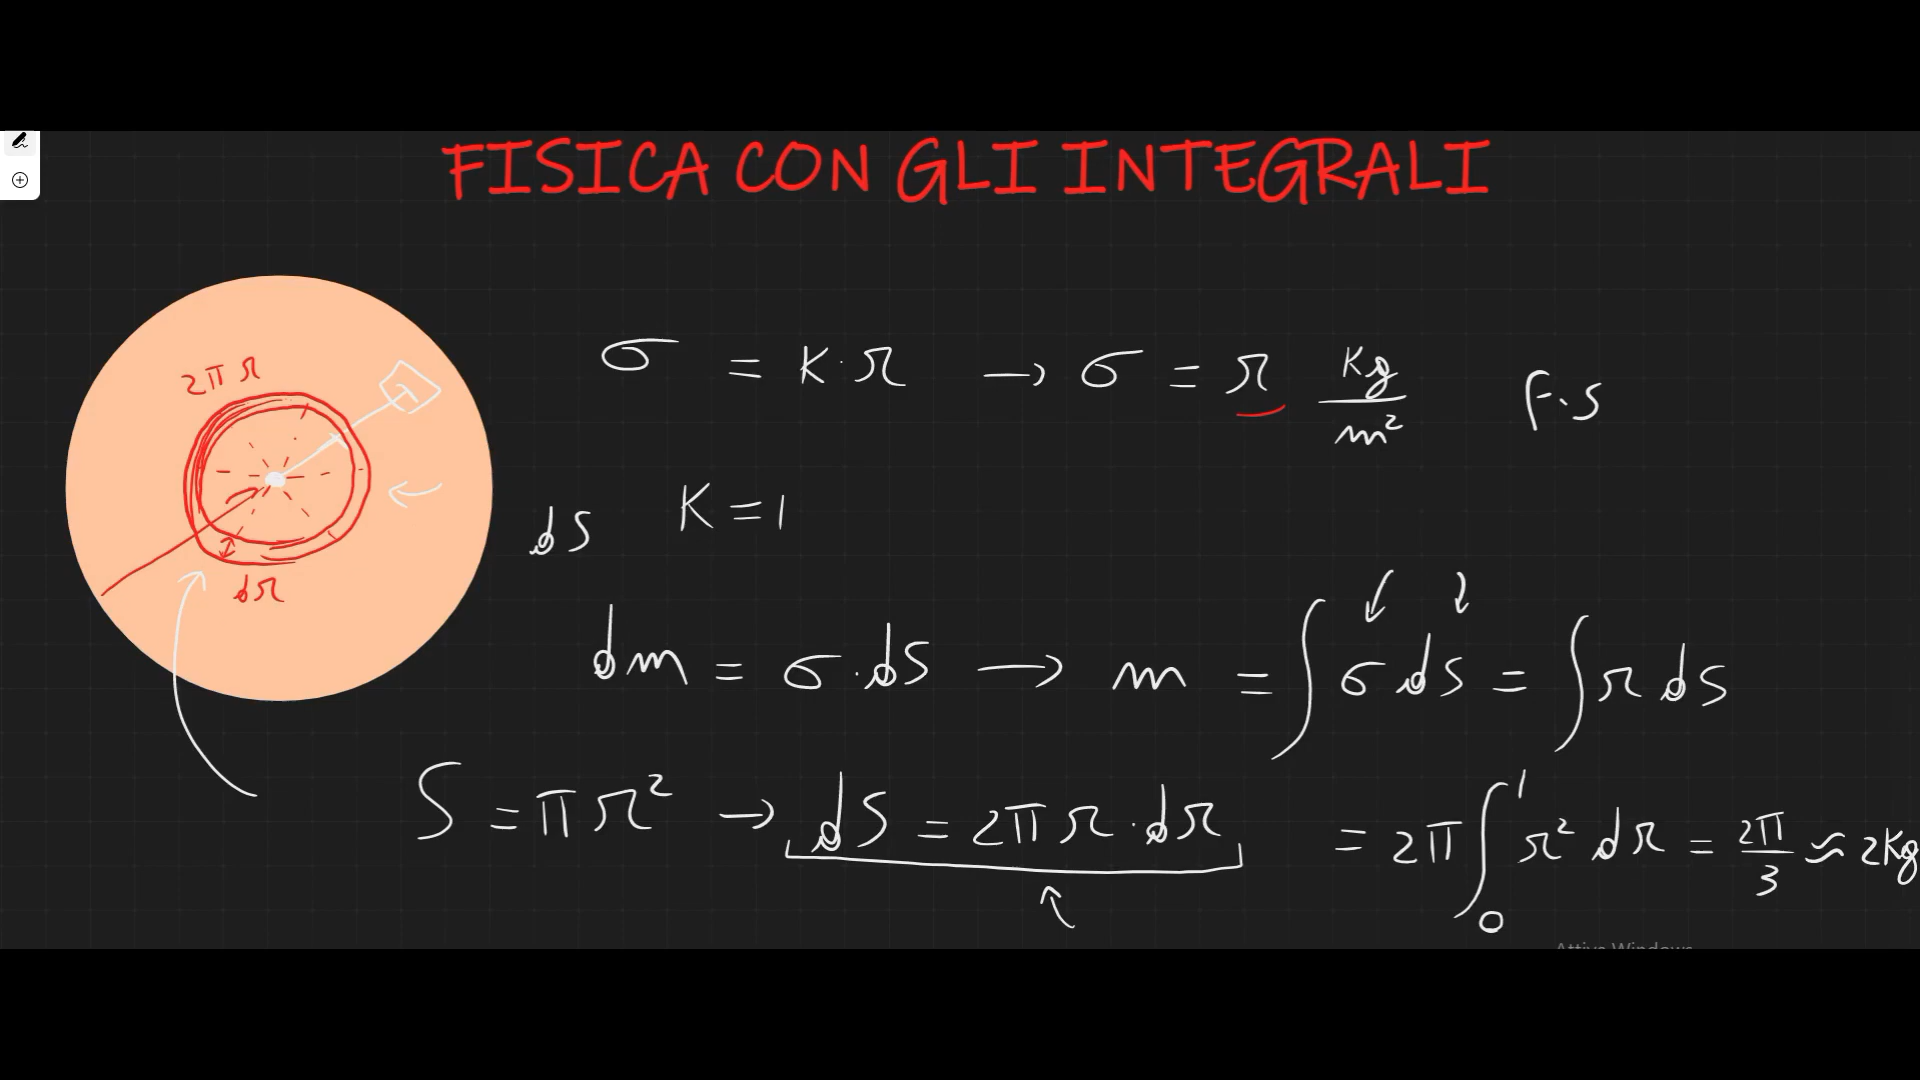 FISICA CON GLI INTEGRALI
2π r
dr
σ = K·r → σ = r Kg/m² F·S
dS K = 1
dm = σ·dS → m = ∫ σ dS = ∫ r dS
S = π r² → dS = 2π r·dr = 2π ∫₀¹ r² dr = 2π/3 ≈ 2Kg